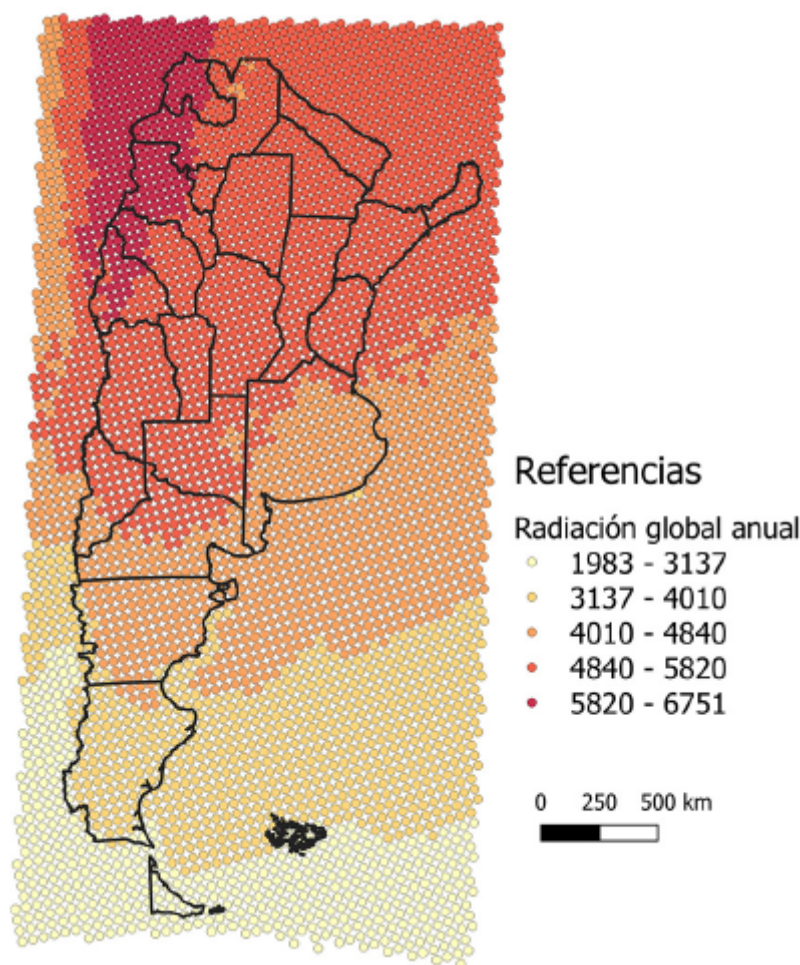 Referencias
Radiación global anual
1983 - 3137
3137 - 4010
4010 - 4840
4840 - 5820
5820 - 6751
0 250 500 km